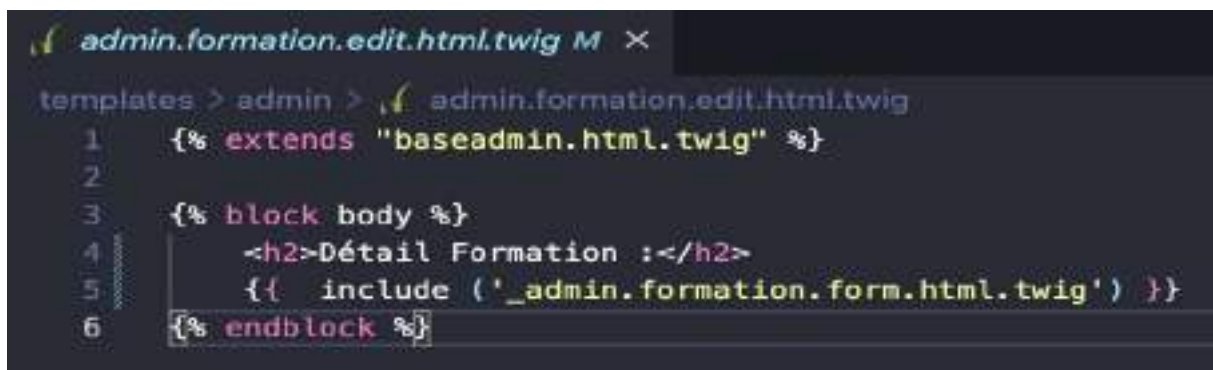 admin.formation.edit.html.twig M ×
templates > admin > admin.formation.edit.html.twig
1 {% extends "baseadmin.html.twig" %}
2
3 {% block body %}
4 <h2>Détail Formation :</h2>
5 {{ include ('_admin.formation.form.html.twig') }}
6 {% endblock %}